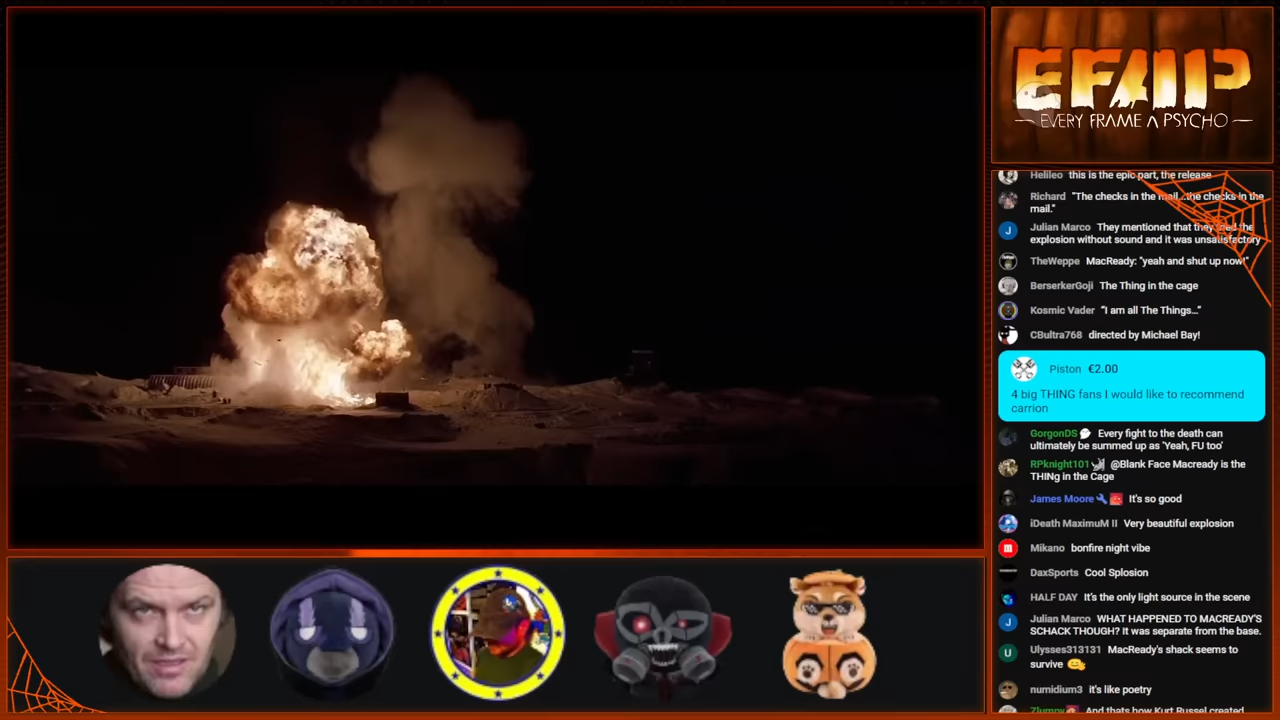 EFAP
EVERY FRAME A PSYCHO
Helileo this is the epic part, the release
Richard "The checks in the mail...the checks in the
mail."
Julian Marco They mentioned that they tried the
explosion without sound and it was unsatisfactory
TheWeppe MacReady: "yeah and shut up now!"
BerserkerGoji The Thing in the cage
Kosmic Vader "I am all The Things..."
CBultra768 directed by Michael Bay!
Piston €2.00
4 big THING fans I would like to recommend
carrion
GorgonDS Every fight to the death can
ultimately be summed up as 'Yeah, FU too'
RPknight101 @Blank Face Macready is the
THINg in the Cage
James Moore It's so good
iDeath MaximuM II Very beautiful explosion
Mikano bonfire night vibe
DaxSports Cool Splosion
HALF DAY It's the only light source in the scene
Julian Marco WHAT HAPPENED TO MACREADY'S
SCHACK THOUGH? It was separate from the base.
Ulysses313131 MacReady's shack seems to
survive
numidium3 it's like poetry
Zlumpy And thats how Kurt Russel created